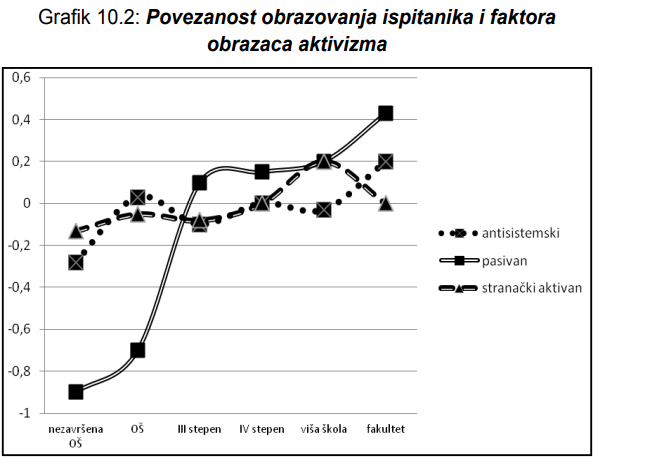 Grafik 10.2: Povezanost obrazovanja ispitanika i faktora
obrazaca aktivizma
0,6
0,4
0,2
0
-0,2
-0,4
-0,6
-0,8
-1
nezavršena
OŠ
OŠ
III stepen
IV stepen
viša škola
fakultet
antisistemski
pasivan
stranački aktivan